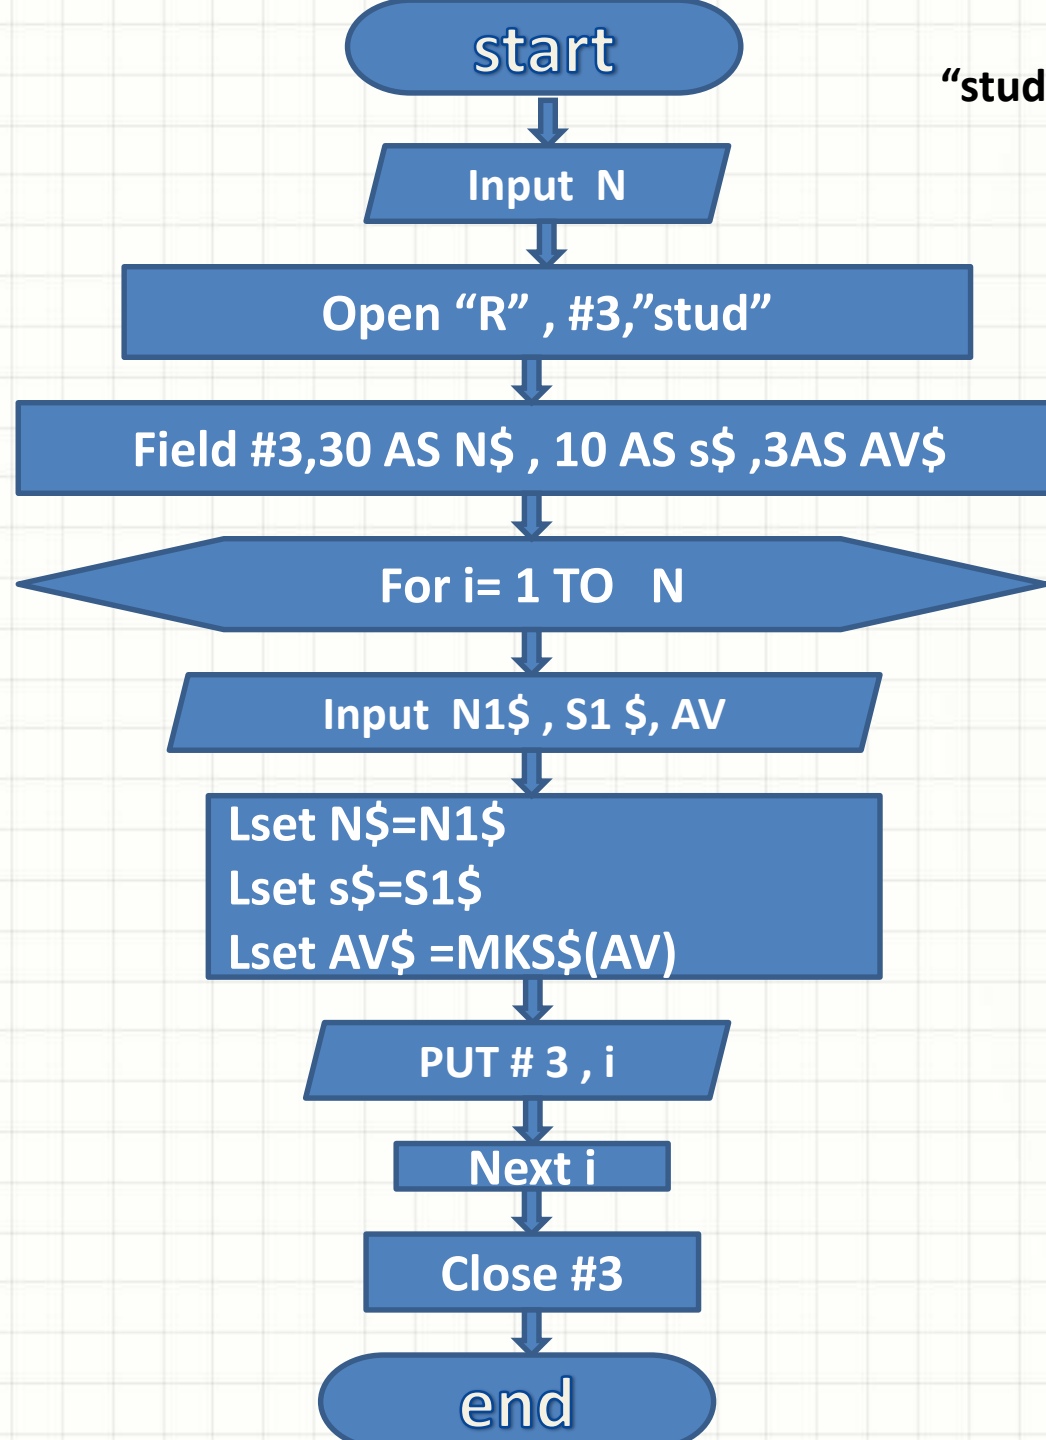 start
“stud
Input N
Open “R” , #3,”stud”
Field #3,30 AS N$ , 10 AS s$ ,3AS AV$
For i= 1 TO N
Input N1$ , S1 $, AV
Lset N$=N1$
Lset s$=S1$
Lset AV$ =MKS$(AV)
PUT # 3 , i
Next i
Close #3
end